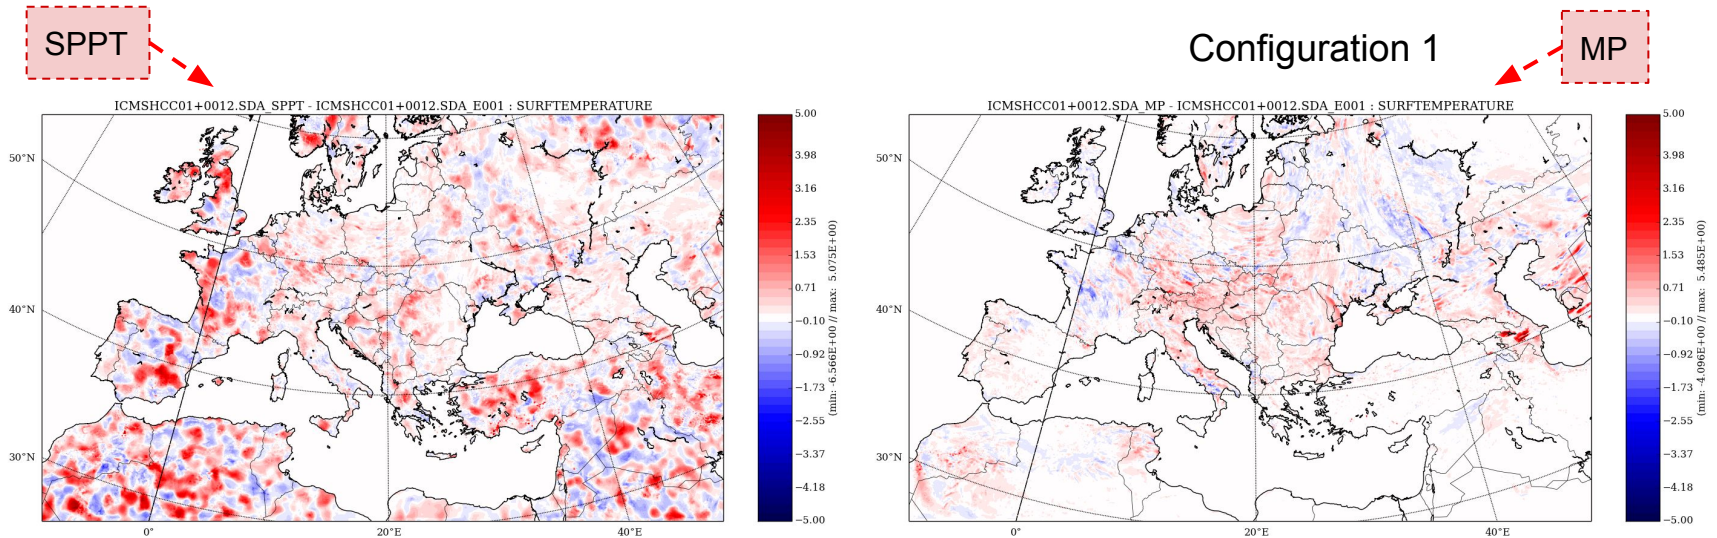 SPPT
Configuration 1
MP
ICMSHCC01+0012.SDA_SPPT - ICMSHCC01+0012.SDA_E001 : SURFTEMPERATURE
50°N
40°N
30°N
0°
20°E
40°E
5.00
3.98
3.16
2.35
1.53
0.71
−0.10
−0.92
−1.73
−2.55
−3.37
−4.18
−5.00
(min: -6.566E+00 // max: 5.075E+00)
ICMSHCC01+0012.SDA_MP - ICMSHCC01+0012.SDA_E001 : SURFTEMPERATURE
50°N
40°N
30°N
0°
20°E
40°E
5.00
3.98
3.16
2.35
1.53
0.71
−0.10
−0.92
−1.73
−2.55
−3.37
−4.18
−5.00
(min: -4.096E+00 // max: 5.485E+00)